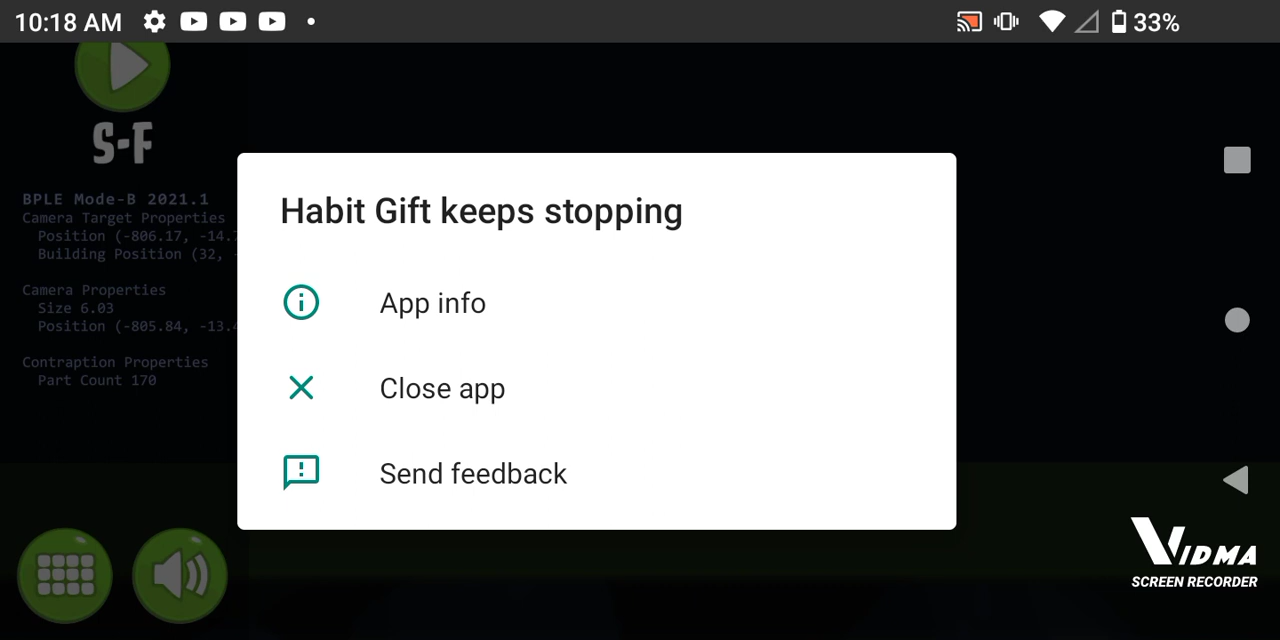 10:18 AM
33%
S-F
BPLE Mode-B 2021.1
Camera Target Properties
Position (-806.17, -14.7
Building Position (32, -
Camera Properties
Size 6.03
Position (-805.84, -13.4
Contraption Properties
Part Count 170
Habit Gift keeps stopping
App info
Close app
Send feedback
VIDMA
SCREEN RECORDER